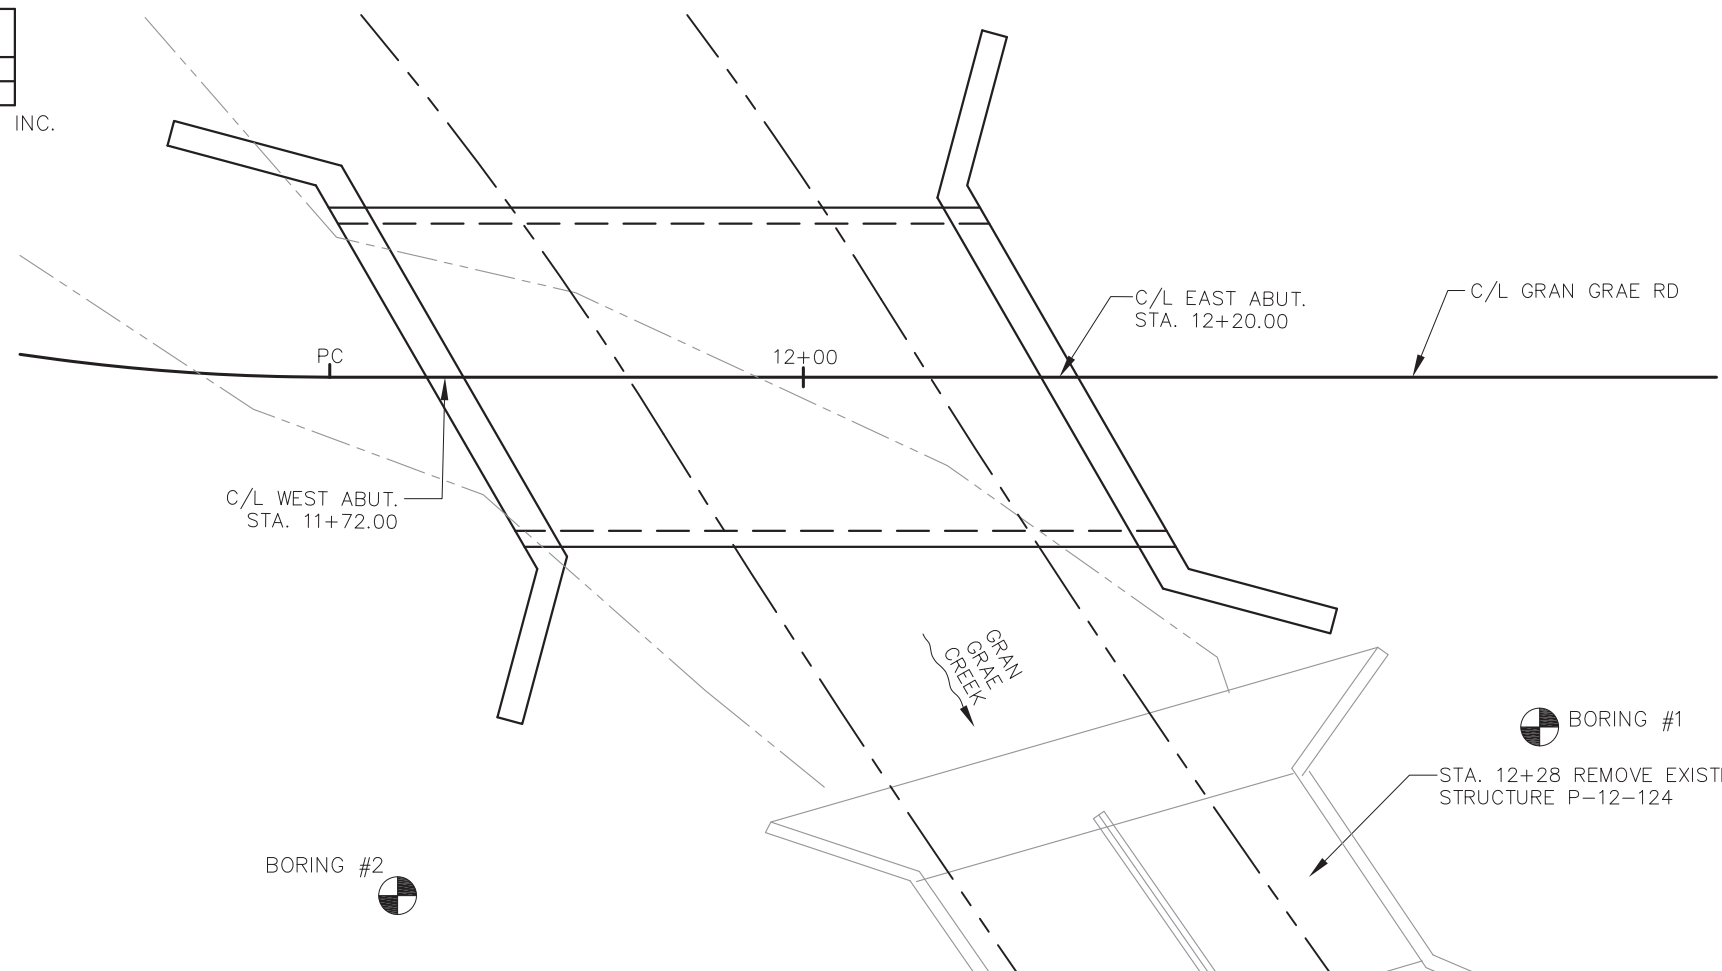 INC.
PC
12+00
C/L EAST ABUT.
STA. 12+20.00
C/L GRAN GRAE RD
C/L WEST ABUT.
STA. 11+72.00
GRAN
GRAE
CREEK
BORING #1
STA. 12+28 REMOVE EXISTI
STRUCTURE P-12-124
BORING #2